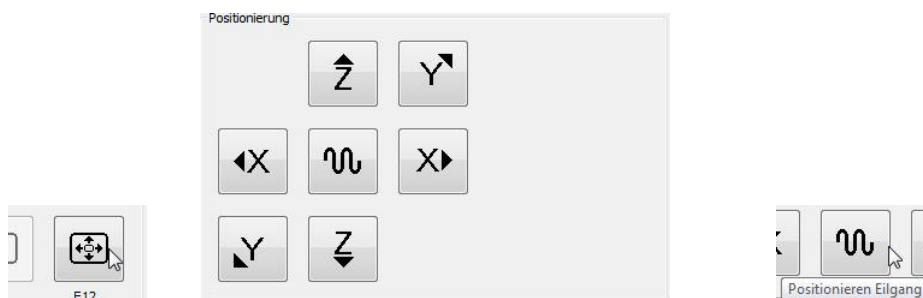 Positionierung
Z Y
X X
Y Z
F12
Positionieren Eilgang